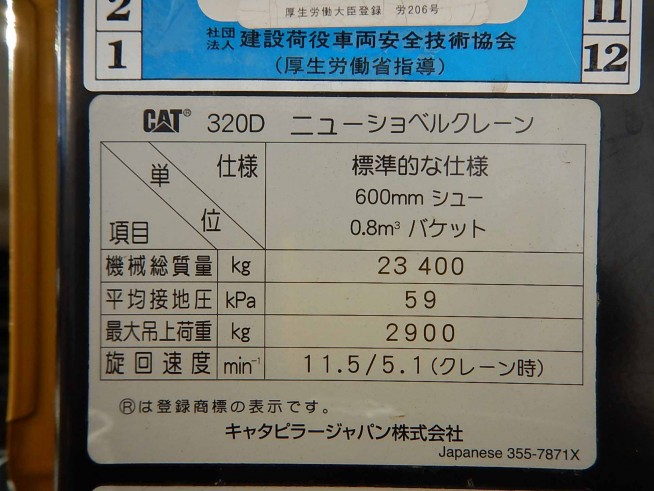 厚生労働大臣登録 労206号
2
11
社団
法人 建設荷役車両安全技術協会
1
12
(厚生労働省指導)
CAT® 320D ニューショベルクレーン
単位 仕様 項目
標準的な仕様
600mm シュー
0.8m³ バケット
機械総質量 kg 23 400
平均接地圧 kPa 59
最大吊上荷重 kg 2900
旋回速度 min⁻¹ 11.5/5.1(クレーン時)
®は登録商標の表示です。
キャタピラージャパン株式会社
Japanese 355-7871X